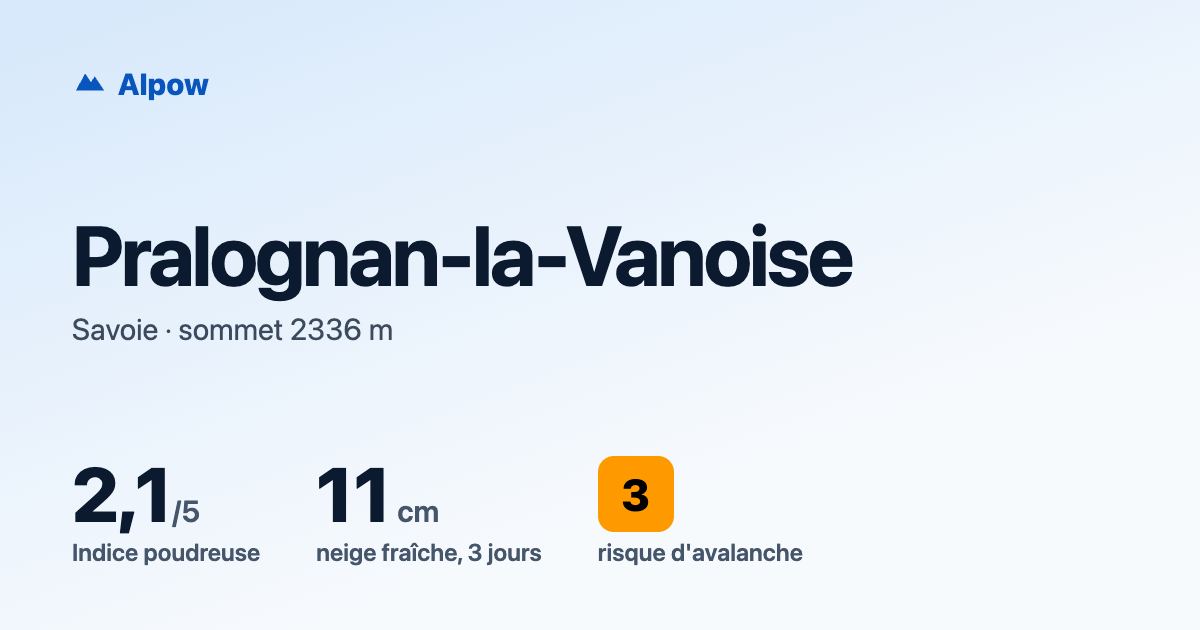 Alpow
Pralognan-la-Vanoise
Savoie · sommet 2336 m
2,1/5
Indice poudreuse
11 cm
neige fraîche, 3 jours
3
risque d'avalanche